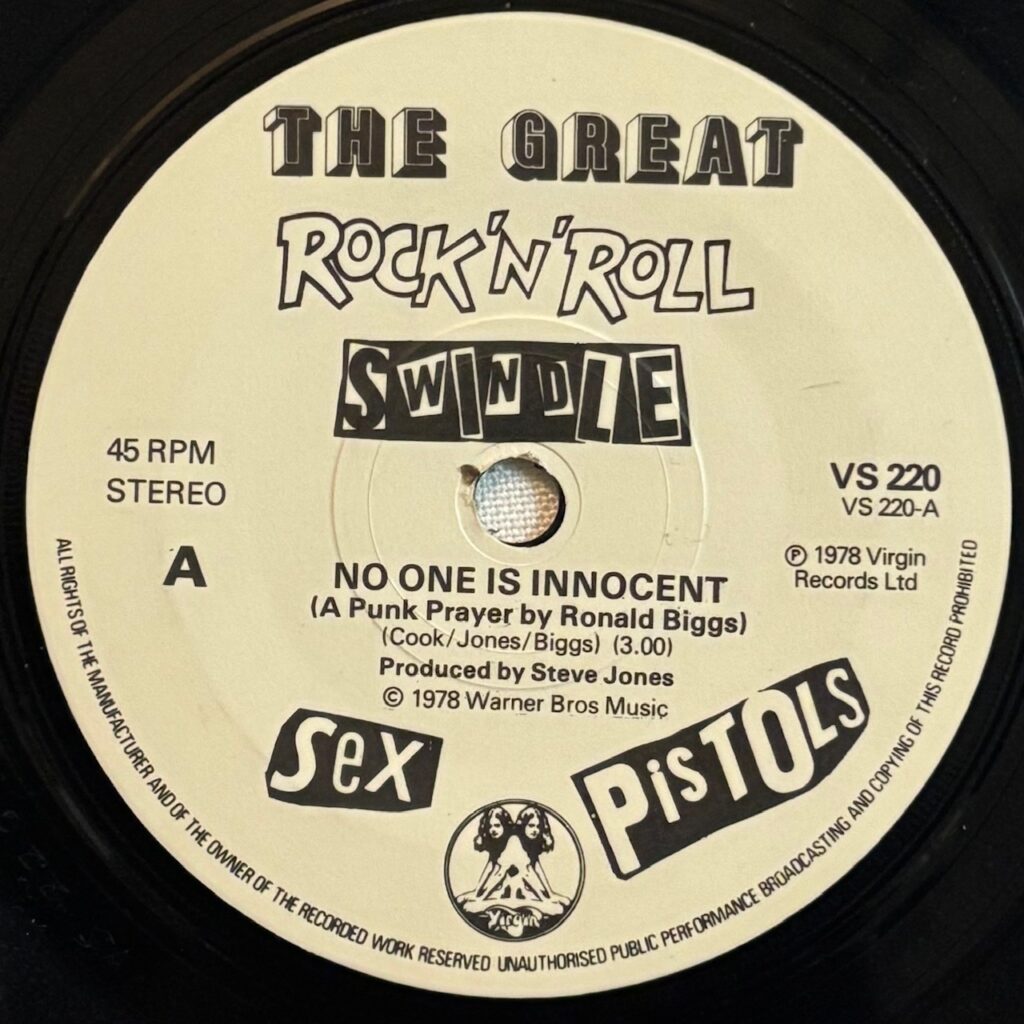 THE GREAT
ROCK'N'ROLL
SWINDLE
45 RPM
STEREO
A
VS 220
VS 220-A
℗ 1978 Virgin
Records Ltd
NO ONE IS INNOCENT
(A Punk Prayer by Ronald Biggs)
(Cook/Jones/Biggs) (3.00)
Produced by Steve Jones
© 1978 Warner Bros Music
SEX
PiSTOLS
Virgin
ALL RIGHTS OF THE MANUFACTURER AND OF THE OWNER OF THE RECORDED WORK RESERVED UNAUTHORISED PUBLIC PERFORMANCE BROADCASTING AND COPYING OF THIS RECORD PROHIBITED